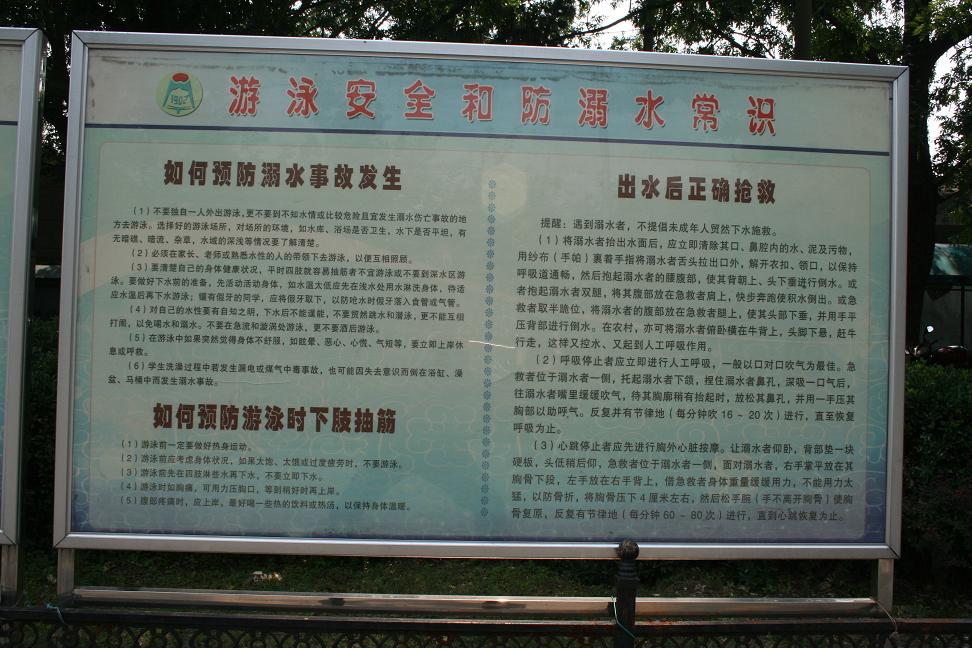 1902
游泳安全和防溺水常识
如何预防溺水事故发生
（1）不要独自一人外出游泳，更不要到不知水情或比较危险且宜发生溺水伤亡事故的地
方去游泳。选择好的游泳场所，对场所的环境，如水库、浴场是否卫生，水下是否平坦，有
无暗礁、暗流、杂草，水域的深浅等情况要了解清楚。
（2）必须在家长、老师或熟悉水性的人的带领下去游泳，以便互相照顾。
（3）要清楚自己的身体健康状况，平时四肢就容易抽筋者不宜游泳或不要到深水区游
泳。要做好下水前的准备，先活动活动身体，如水温太低应先在浅水处用水淋洗身体，待适
应水温后再下水游泳；镶有假牙的同学，应将假牙取下，以防呛水时假牙落入食管或气管。
（4）对自己的水性要有自知之明，下水后不能逞能，不要贸然跳水和潜泳，更不能互相
打闹，以免喝水和溺水。不要在急流和漩涡处游泳，更不要酒后游泳。
（5）在游泳中如果突然觉得身体不舒服，如眩晕、恶心、心慌、气短等，要立即上岸休
息或呼救。
（6）学生洗澡过程中若发生漏电或煤气中毒事故，也可能因失去意识而倒在浴缸、澡
盆、马桶中而发生溺水事故。
如何预防游泳时下肢抽筋
（1）游泳前一定要做好热身运动。
（2）游泳前应考虑身体状况，如果太饱、太饿或过度疲劳时，不要游泳。
（3）游泳前先在四肢淋些水再下水，不要立即下水。
（4）游泳时如胸痛，可用力压胸口，等到稍好时再上岸。
（5）腹部疼痛时，应上岸，最好喝一些热的饮料或热汤，以保持身体温暖。
出水后正确抢救
提醒：遇到溺水者，不提倡未成年人贸然下水施救。
（1）将溺水者抬出水面后，应立即清除其口、鼻腔内的水、泥及污物，
用纱布（手帕）裹着手指将溺水者舌头拉出口外，解开衣扣、领口，以保持
呼吸道通畅，然后抱起溺水者的腰腹部，使其背朝上、头下垂进行倒水。或
者抱起溺水者双腿，将其腹部放在急救者肩上，快步奔跑使积水倒出。或急
救者取半跪位，将溺水者的腹部放在急救者腿上，使其头部下垂，并用手平
压背部进行倒水。在农村，亦可将溺水者俯卧横在牛背上，头脚下悬，赶牛
行走，这样又控水、又起到人工呼吸作用。
（2）呼吸停止者应立即进行人工呼吸，一般以口对口吹气为最佳。急
救者位于溺水者一侧，托起溺水者下颌，捏住溺水者鼻孔，深吸一口气后，
往溺水者嘴里缓缓吹气，待其胸廓稍有抬起时，放松其鼻孔，并用一手压其
胸部以助呼气。反复并有节律地（每分钟吹16～20次）进行，直至恢复
呼吸为止。
（3）心跳停止者应先进行胸外心脏按摩。让溺水者仰卧，背部垫一块
硬板，头低稍后仰，急救者位于溺水者一侧，面对溺水者，右手掌平放在其
胸骨下段，左手放在右手背上，借急救者身体重量缓缓用力，不能用力太
猛，以防骨折，将胸骨压下4厘米左右，然后松手腕（手不离开胸骨）使胸
骨复原，反复有节律地（每分钟60～80次）进行，直到心跳恢复为止。